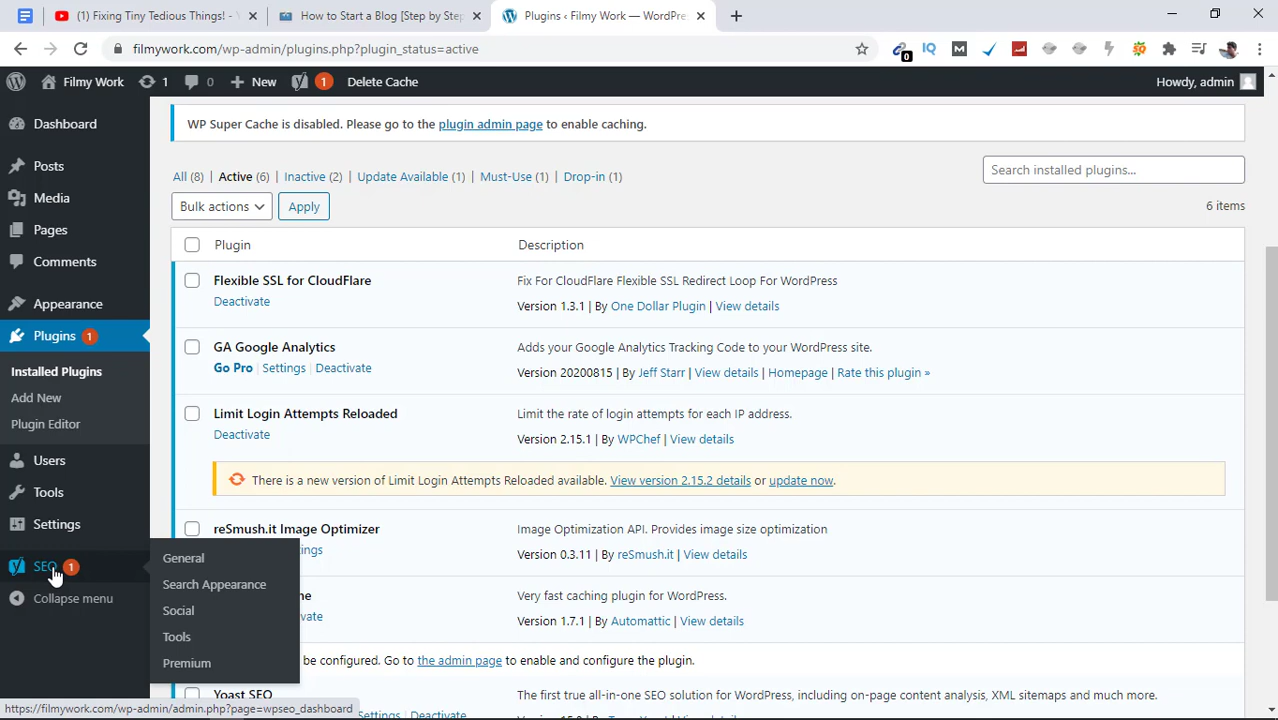 (1) Fixing Tiny Tedious Things! - Y
How to Start a Blog [Step by Step
Plugins ‹ Filmy Work — WordPre
filmywork.com/wp-admin/plugins.php?plugin_status=active
0
Filmy Work 1 0 New 1 Delete Cache
Howdy, admin
Dashboard
Posts
Media
Pages
Comments
Appearance
Plugins 1
Installed Plugins
Add New
Plugin Editor
Users
Tools
Settings
SEO 1
Collapse menu
General
Search Appearance
Social
Tools
Premium
WP Super Cache is disabled. Please go to the plugin admin page to enable caching.
All (8) | Active (6) | Inactive (2) | Update Available (1) | Must-Use (1) | Drop-in (1)
Search installed plugins...
Bulk actions Apply
6 items
Plugin Description
Flexible SSL for CloudFlare
Deactivate
Fix For CloudFlare Flexible SSL Redirect Loop For WordPress
Version 1.3.1 | By One Dollar Plugin | View details
GA Google Analytics
Go Pro | Settings | Deactivate
Adds your Google Analytics Tracking Code to your WordPress site.
Version 20200815 | By Jeff Starr | View details | Homepage | Rate this plugin »
Limit Login Attempts Reloaded
Deactivate
Limit the rate of login attempts for each IP address.
Version 2.15.1 | By WPChef | View details
There is a new version of Limit Login Attempts Reloaded available. View version 2.15.2 details or update now.
reSmush.it Image Optimizer
ttings
Image Optimization API. Provides image size optimization
Version 0.3.11 | By reSmush.it | View details
he
vate
Very fast caching plugin for WordPress.
Version 1.7.1 | By Automattic | View details
be configured. Go to the admin page to enable and configure the plugin.
Yoast SEO
Settings | Deactivate
The first true all-in-one SEO solution for WordPress, including on-page content analysis, XML sitemaps and much more.
https://filmywork.com/wp-admin/admin.php?page=wpseo_dashboard